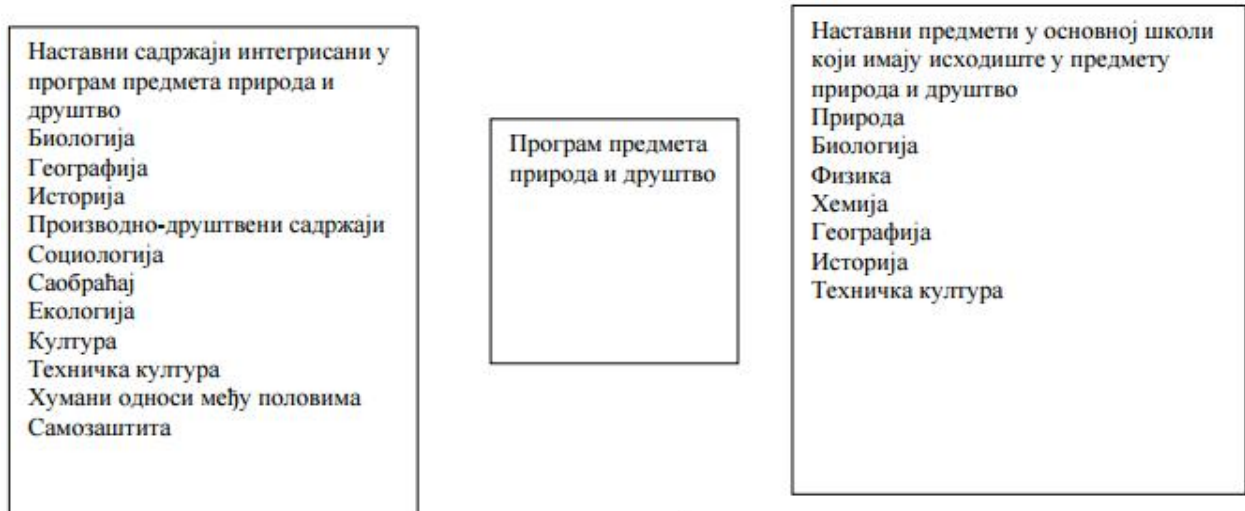 Наставни садржаји интегрисани у
програм предмета природа и
друштво
Биологија
Географија
Историја
Производно-друштвени садржаји
Социологија
Саобраћај
Екологија
Култура
Техничка култура
Хумани односи међу половима
Самозаштита
Програм предмета
природа и друштво
Наставни предмети у основној школи
који имају исходиште у предмету
природа и друштво
Природа
Биологија
Физика
Хемија
Географија
Историја
Техничка култура